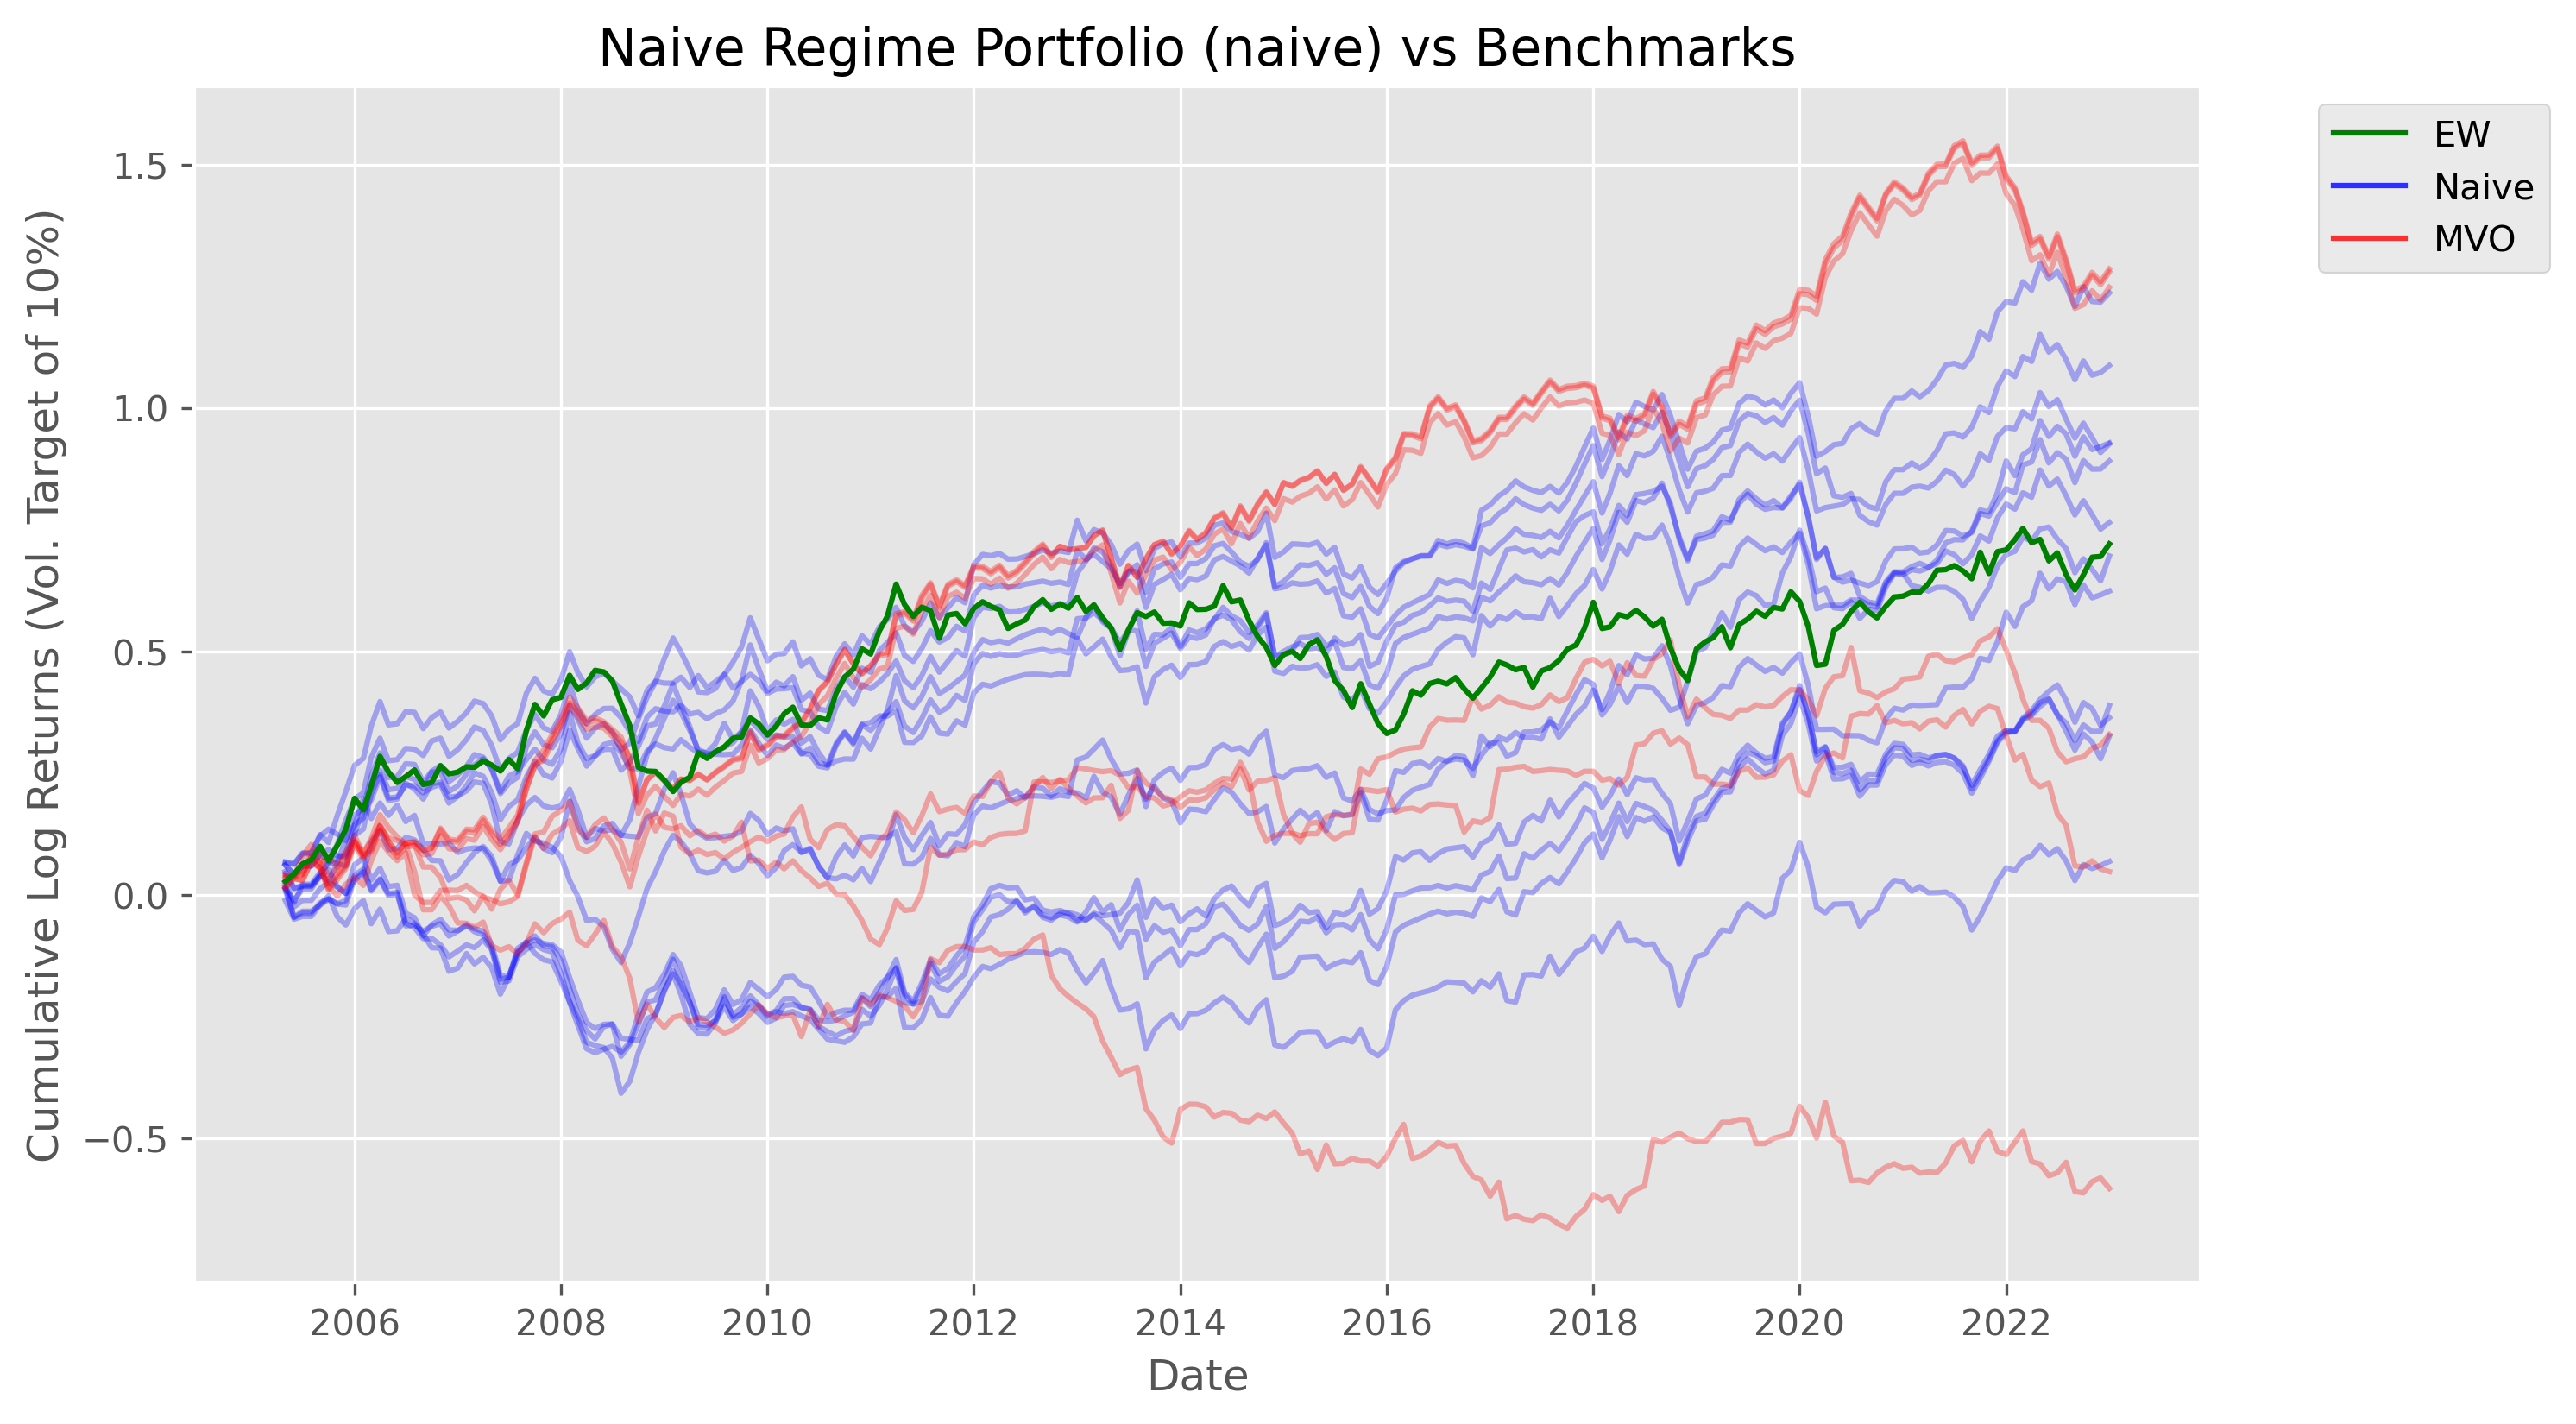 Naive Regime Portfolio (naive) vs Benchmarks
EW
Naive
MVO
Cumulative Log Returns (Vol. Target of 10%)
1.5
1.0
0.5
0.0
−0.5
2006 2008 2010 2012 2014 2016 2018 2020 2022
Date